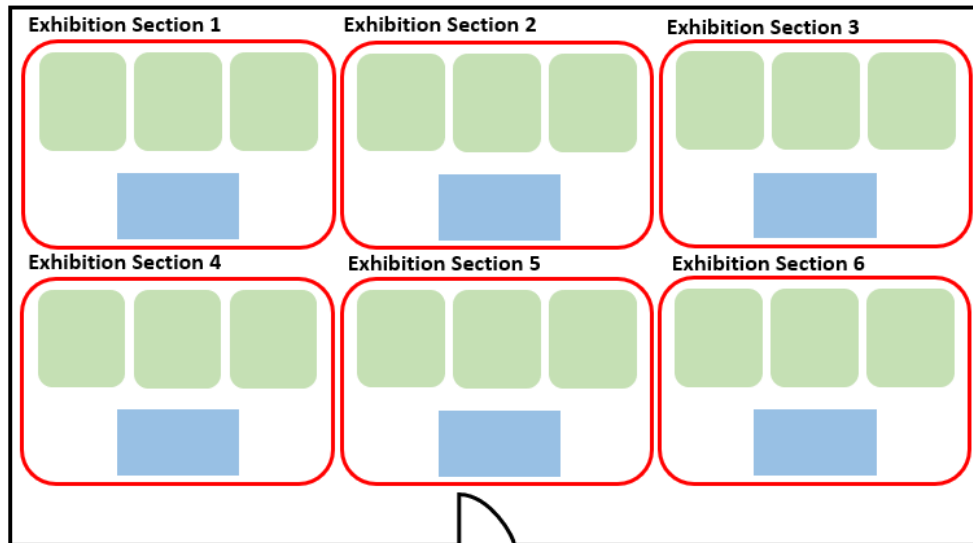 Exhibition Section 1
Exhibition Section 2
Exhibition Section 3
Exhibition Section 4
Exhibition Section 5
Exhibition Section 6